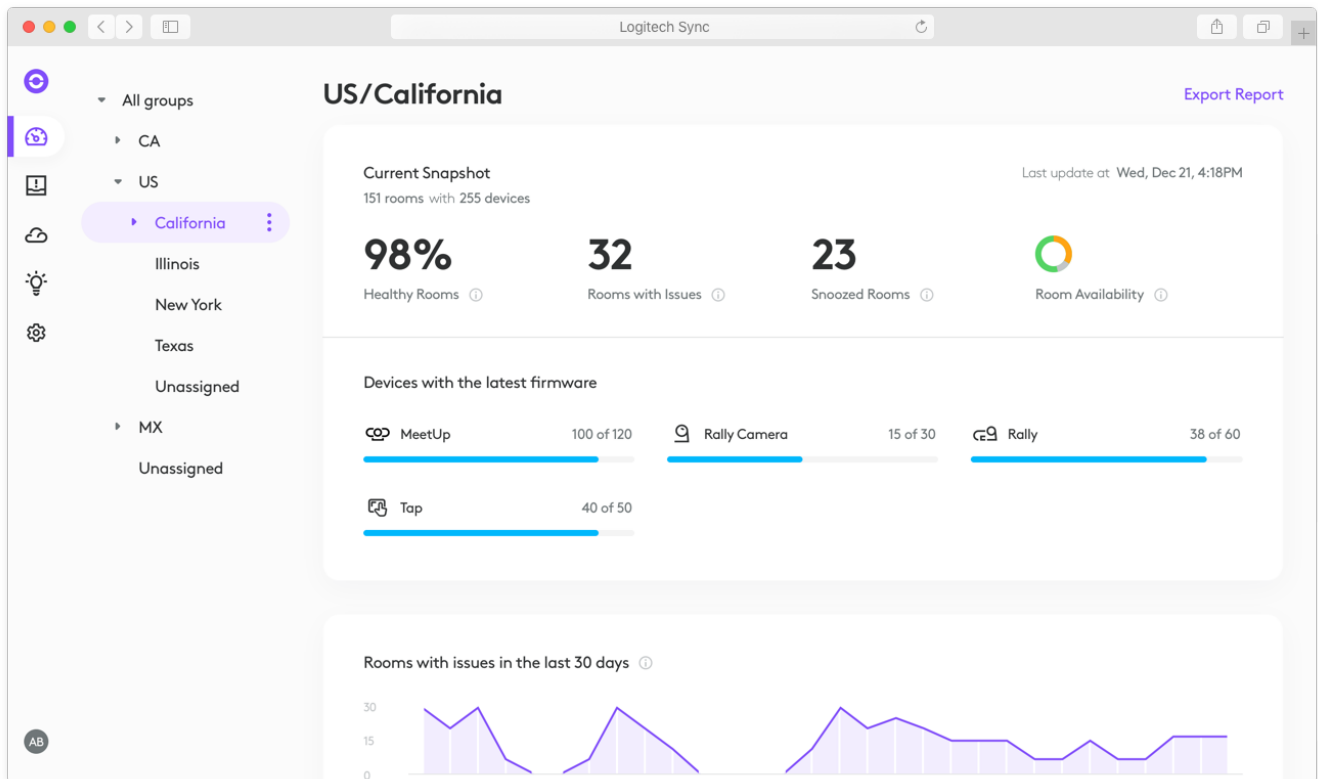 Logitech Sync
All groups
CA
US
California
Illinois
New York
Texas
Unassigned
MX
Unassigned
AB
US/California
Export Report
Current Snapshot
Last update at Wed, Dec 21, 4:18PM
151 rooms with 255 devices
98%
32
23
Healthy Rooms
Rooms with Issues
Snoozed Rooms
Room Availability
Devices with the latest firmware
MeetUp 100 of 120
Rally Camera 15 of 30
Rally 38 of 60
Tap 40 of 50
Rooms with issues in the last 30 days
30
15
0